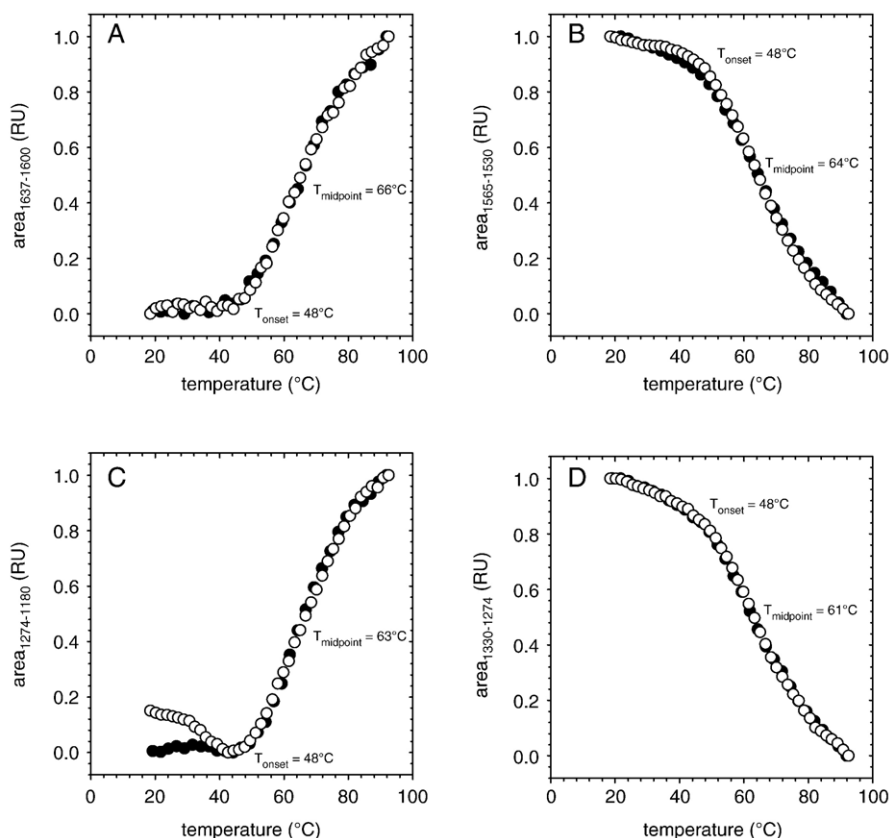 A
1.0
0.8
0.6
0.4
0.2
0.0
area1637-1600 (RU)
Tmidpoint = 66°C
Tonset = 48°C
0 20 40 60 80 100
temperature (°C)
B
1.0
0.8
0.6
0.4
0.2
0.0
area1565-1530 (RU)
Tonset = 48°C
Tmidpoint = 64°C
0 20 40 60 80 100
temperature (°C)
C
1.0
0.8
0.6
0.4
0.2
0.0
area1274-1180 (RU)
Tmidpoint = 63°C
Tonset = 48°C
0 20 40 60 80 100
temperature (°C)
D
1.0
0.8
0.6
0.4
0.2
0.0
area1330-1274 (RU)
Tonset = 48°C
Tmidpoint = 61°C
0 20 40 60 80 100
temperature (°C)